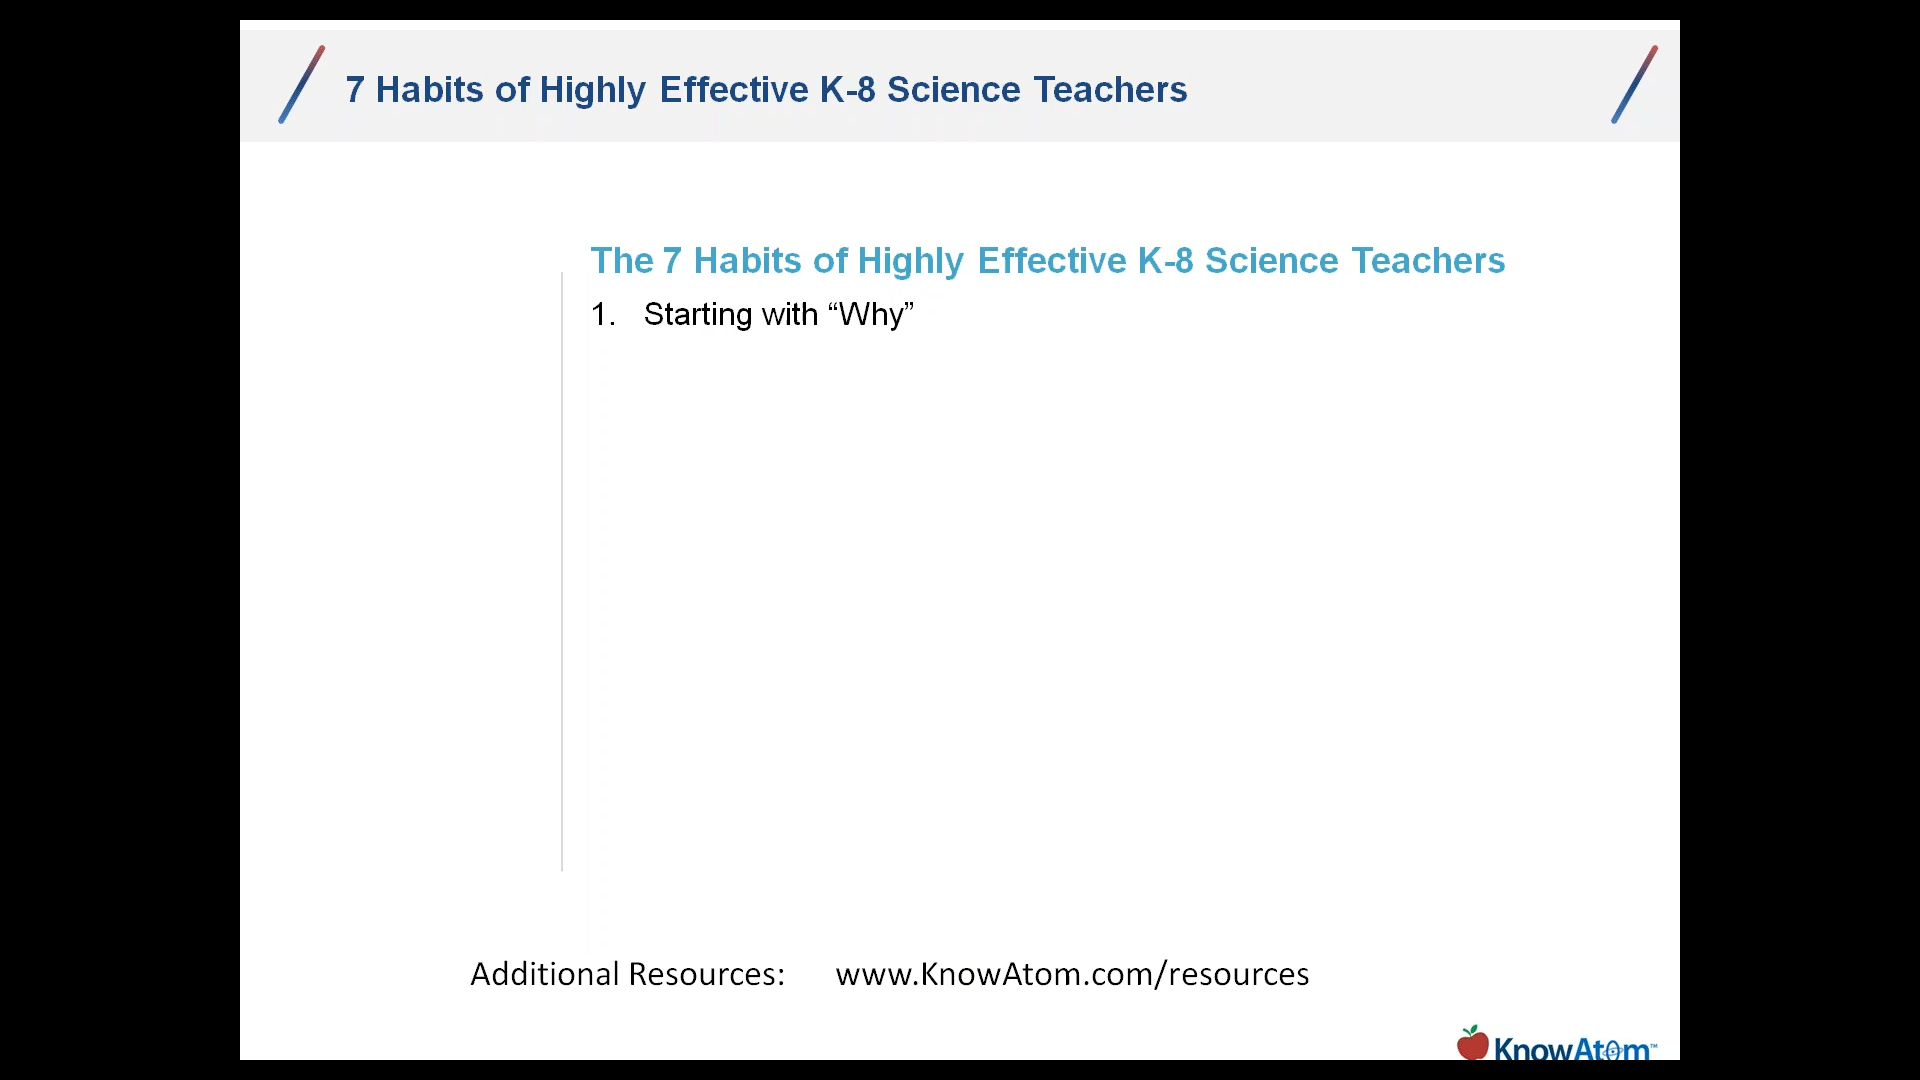 7 Habits of Highly Effective K-8 Science Teachers
The 7 Habits of Highly Effective K-8 Science Teachers
1. Starting with “Why”
Additional Resources: www.KnowAtom.com/resources
KnowAtom™